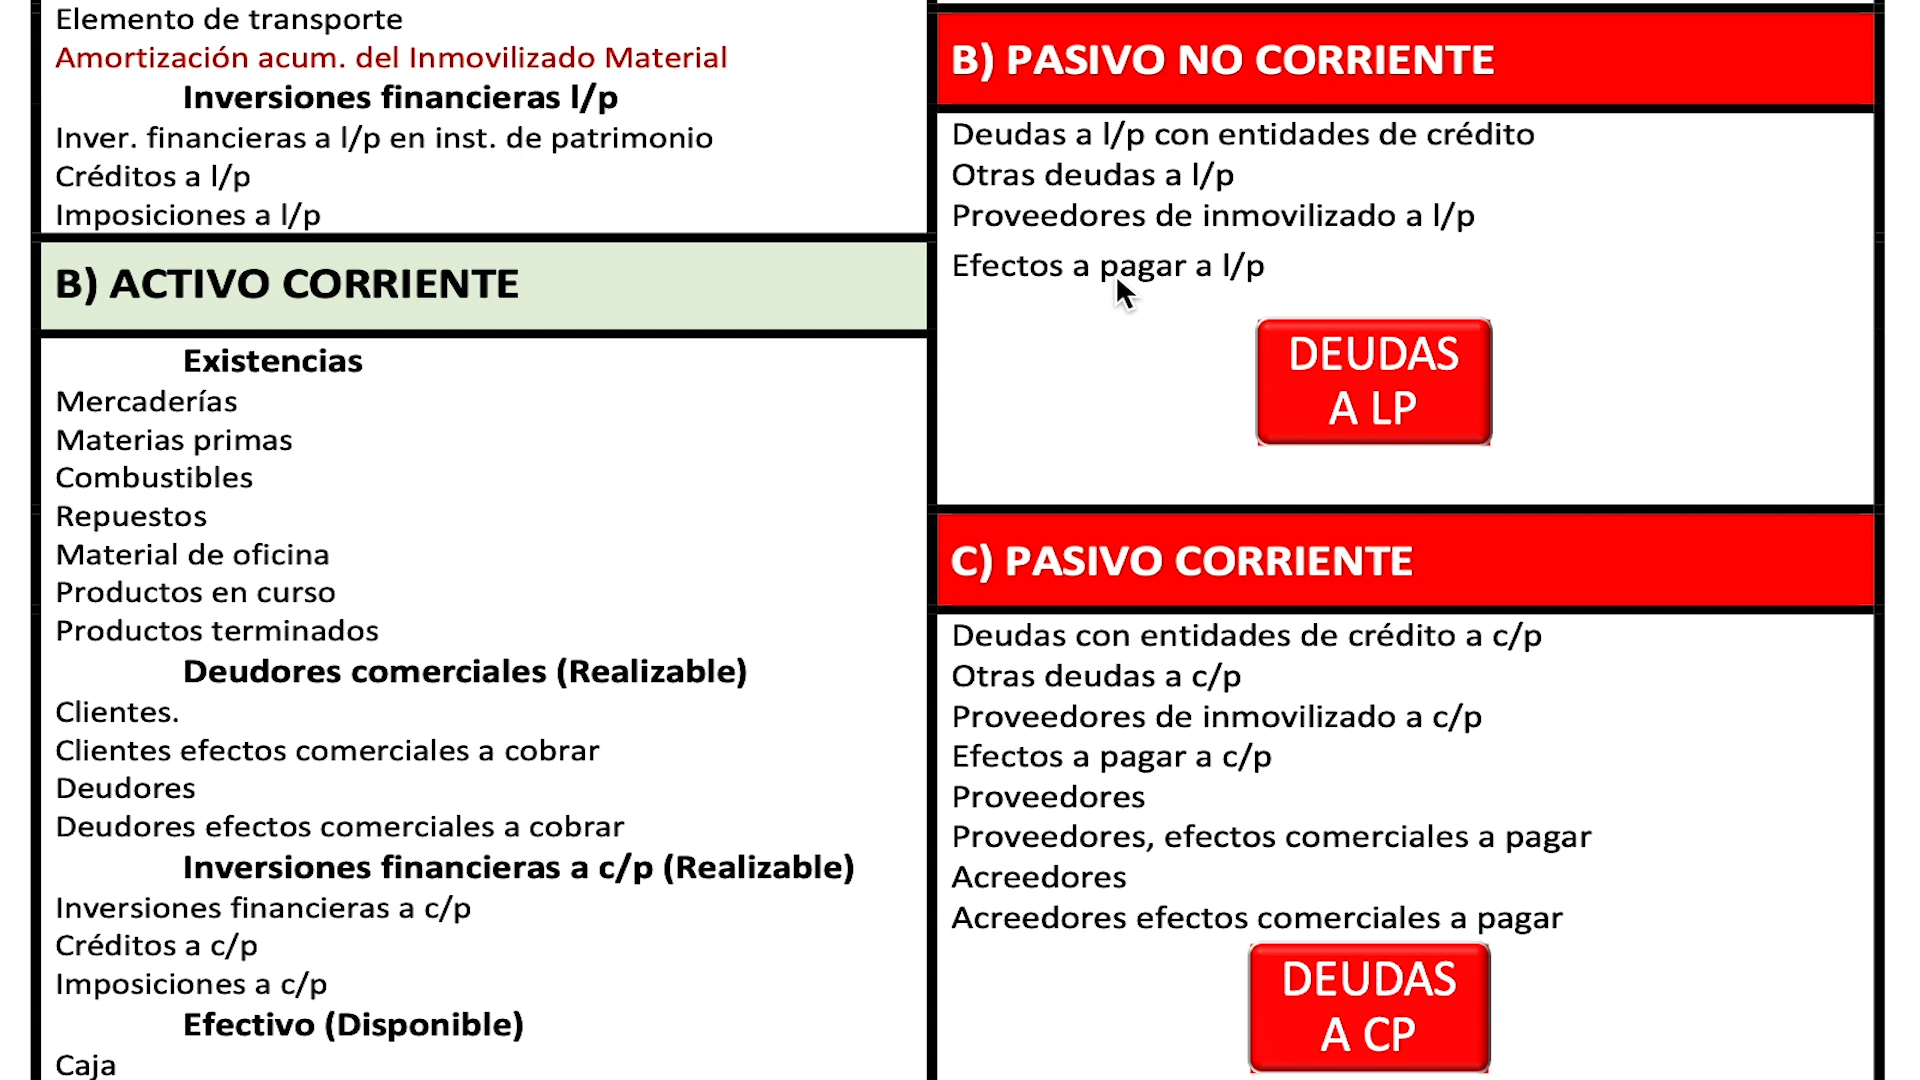 Elemento de transporte
Amortización acum. del Inmovilizado Material
Inversiones financieras l/p
Inver. financieras a l/p en inst. de patrimonio
Créditos a l/p
Imposiciones a l/p
B) ACTIVO CORRIENTE
Existencias
Mercaderías
Materias primas
Combustibles
Repuestos
Material de oficina
Productos en curso
Productos terminados
Deudores comerciales (Realizable)
Clientes.
Clientes efectos comerciales a cobrar
Deudores
Deudores efectos comerciales a cobrar
Inversiones financieras a c/p (Realizable)
Inversiones financieras a c/p
Créditos a c/p
Imposiciones a c/p
Efectivo (Disponible)
Caja
B) PASIVO NO CORRIENTE
Deudas a l/p con entidades de crédito
Otras deudas a l/p
Proveedores de inmovilizado a l/p
Efectos a pagar a l/p
DEUDAS
A LP
C) PASIVO CORRIENTE
Deudas con entidades de crédito a c/p
Otras deudas a c/p
Proveedores de inmovilizado a c/p
Efectos a pagar a c/p
Proveedores
Proveedores, efectos comerciales a pagar
Acreedores
Acreedores efectos comerciales a pagar
DEUDAS
A CP